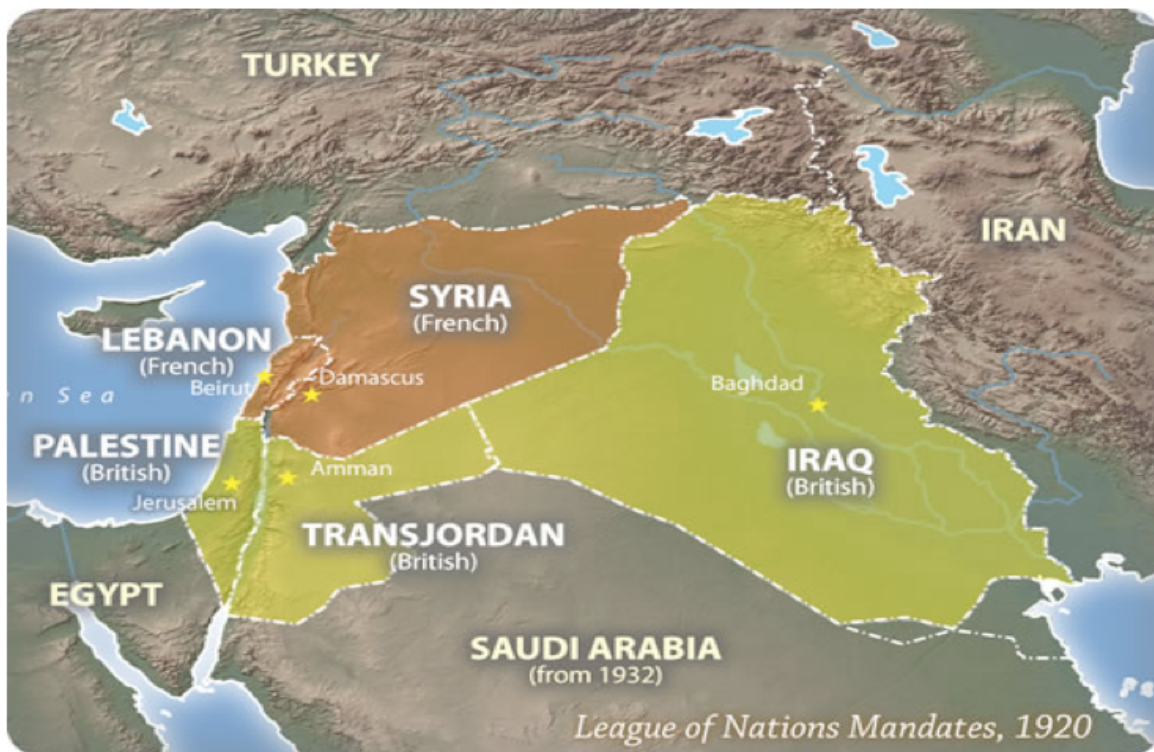 TURKEY
IRAN
SYRIA
(French)
LEBANON
(French)
Beirut
Damascus
n Sea
Baghdad
PALESTINE
(British)
Amman
Jerusalem
IRAQ
(British)
TRANSJORDAN
(British)
EGYPT
SAUDI ARABIA
(from 1932)
League of Nations Mandates, 1920